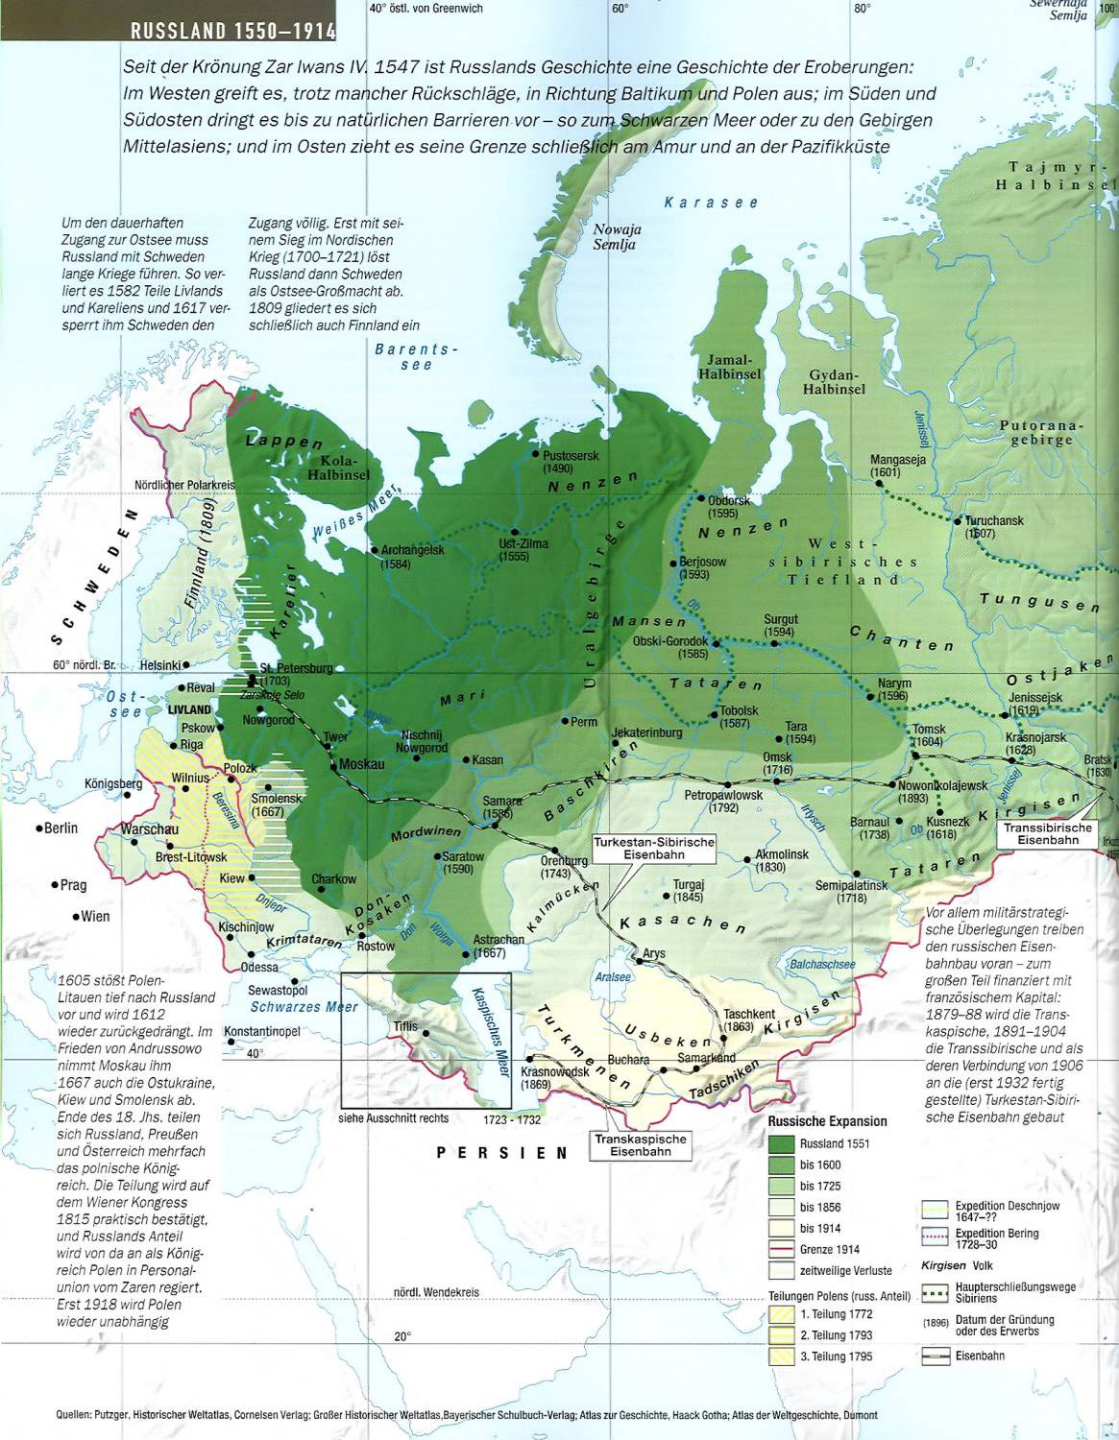 RUSSLAND 1550–1914
40° östl. von Greenwich
60°
80°
100°
Sewernaja
Semlja
Seit der Krönung Zar Iwans IV. 1547 ist Russlands Geschichte eine Geschichte der Eroberungen:
Im Westen greift es, trotz mancher Rückschläge, in Richtung Baltikum und Polen aus; im Süden und
Südosten dringt es bis zu natürlichen Barrieren vor – so zum Schwarzen Meer oder zu den Gebirgen
Mittelasiens; und im Osten zieht es seine Grenze schließlich am Amur und an der Pazifikküste
Um den dauerhaften
Zugang zur Ostsee muss
Russland mit Schweden
lange Kriege führen. So ver-
liert es 1582 Teile Livlands
und Kareliens und 1617 ver-
sperrt ihm Schweden den
Zugang völlig. Erst mit sei-
nem Sieg im Nordischen
Krieg (1700–1721) löst
Russland dann Schweden
als Ostsee-Großmacht ab.
1809 gliedert es sich
schließlich auch Finnland ein
Tajmyr-
Halbinsel
Karasee
Nowaja
Semlja
Barents-
see
Jamal-
Halbinsel
Gydan-
Halbinsel
Jenissei
Putorana-
gebirge
Lappen
Kola-
Halbinsel
Pustosersk
(1490)
Nenzen
Mangaseja
(1601)
Nördlicher Polarkreis
Weißes Meer
Obdorsk
(1595)
Nenzen
Turuchansk
(1607)
SCHWEDEN
Finnland (1809)
Archangelsk
(1584)
Ust-Zilma
(1555)
Uralgebirge
Berjosow
(1593)
West-
sibirisches
Tiefland
Karelier
Ob
Tungusen
Mansen
Surgut
(1594)
Obski-Gorodok
(1585)
Chanten
60° nördl. Br.
Helsinki
St. Petersburg
(1703)
Zarskoje Selo
Ostjaken
Reval
Ost-
see
LIVLAND
Nowgorod
Mari
Tataren
Narym
(1596)
Jenissejsk
(1619)
Pskow
Riga
Twer
Nischnij
Nowgorod
Perm
Tobolsk
(1587)
Tara
(1594)
Tomsk
(1604)
Krasnojarsk
(1628)
Jekaterinburg
Moskau
Kasan
Omsk
(1716)
Bratsk
(1630)
Königsberg
Wilnius
Polozk
Smolensk
(1667)
Beresina
Samara
(1586)
Baschkiren
Petropawlowsk
(1792)
Nowonikolajewsk
(1893)
Jenissej
Kirgisen
Berlin
Warschau
Mordwinen
Irtysch
Barnaul
(1738)
Ob
Kusnezk
(1618)
Transsibirische
Eisenbahn
Brest-Litowsk
Saratow
(1590)
Orenburg
(1743)
Turkestan-Sibirische
Eisenbahn
Akmolinsk
(1830)
Tataren
Prag
Kiew
Charkow
Turgaj
(1845)
Semipalatinsk
(1718)
Wien
Dnjepr
Don-
Kosaken
Don
Wolga
Kalmücken
Kasachen
Kischinjow
Krimtataren
Rostow
Astrachan
(1667)
Arys
Odessa
Aralsee
Balchaschsee
Sewastopol
Schwarzes Meer
Kaspisches Meer
Konstantinopel
Tiflis
Turkmenen
Usbeken
Taschkent
(1863)
Kirgisen
40°
Krasnowodsk
(1869)
Buchara
Samarkand
Tadschiken
siehe Ausschnitt rechts
1723 - 1732
PERSIEN
Transkaspische
Eisenbahn
Vor allem militärstrategi-
sche Überlegungen treiben
den russischen Eisen-
bahnbau voran – zum
großen Teil finanziert mit
französischem Kapital:
1879–88 wird die Trans-
kaspische, 1891–1904
die Transsibirische und als
deren Verbindung von 1906
an die (erst 1932 fertig
gestellte) Turkestan-Sibiri-
sche Eisenbahn gebaut
1605 stößt Polen-
Litauen tief nach Russland
vor und wird 1612
wieder zurückgedrängt. Im
Frieden von Andrussowo
nimmt Moskau ihm
1667 auch die Ostukraine,
Kiew und Smolensk ab.
Ende des 18. Jhs. teilen
sich Russland, Preußen
und Österreich mehrfach
das polnische König-
reich. Die Teilung wird auf
dem Wiener Kongress
1815 praktisch bestätigt,
und Russlands Anteil
wird von da an als König-
reich Polen in Personal-
union vom Zaren regiert.
Erst 1918 wird Polen
wieder unabhängig
nördl. Wendekreis
20°
Russische Expansion
Russland 1551
bis 1600
bis 1725
bis 1856
bis 1914
Grenze 1914
zeitweilige Verluste
Teilungen Polens (russ. Anteil)
1. Teilung 1772
2. Teilung 1793
3. Teilung 1795
Expedition Deschnjow
1647–??
Expedition Bering
1728–30
Kirgisen Volk
Haupterschließungswege
Sibiriens
(1896) Datum der Gründung
oder des Erwerbs
Eisenbahn
Quellen: Putzger, Historischer Weltatlas, Cornelsen Verlag; Großer Historischer Weltatlas,Bayerischer Schulbuch-Verlag; Atlas zur Geschichte, Haack Gotha; Atlas der Weltgeschichte, Dumont